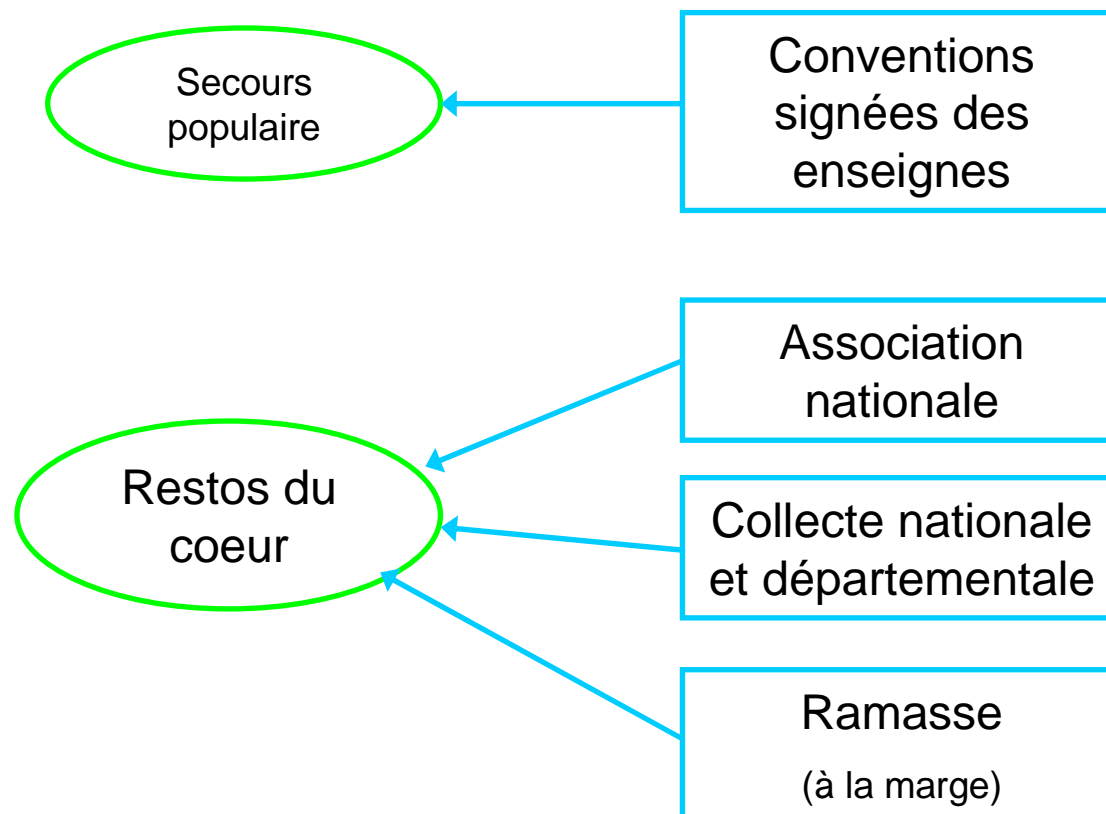 Secours
populaire
Conventions
signées des
enseignes
Association
nationale
Restos du
coeur
Collecte nationale
et départementale
Ramasse
(à la marge)